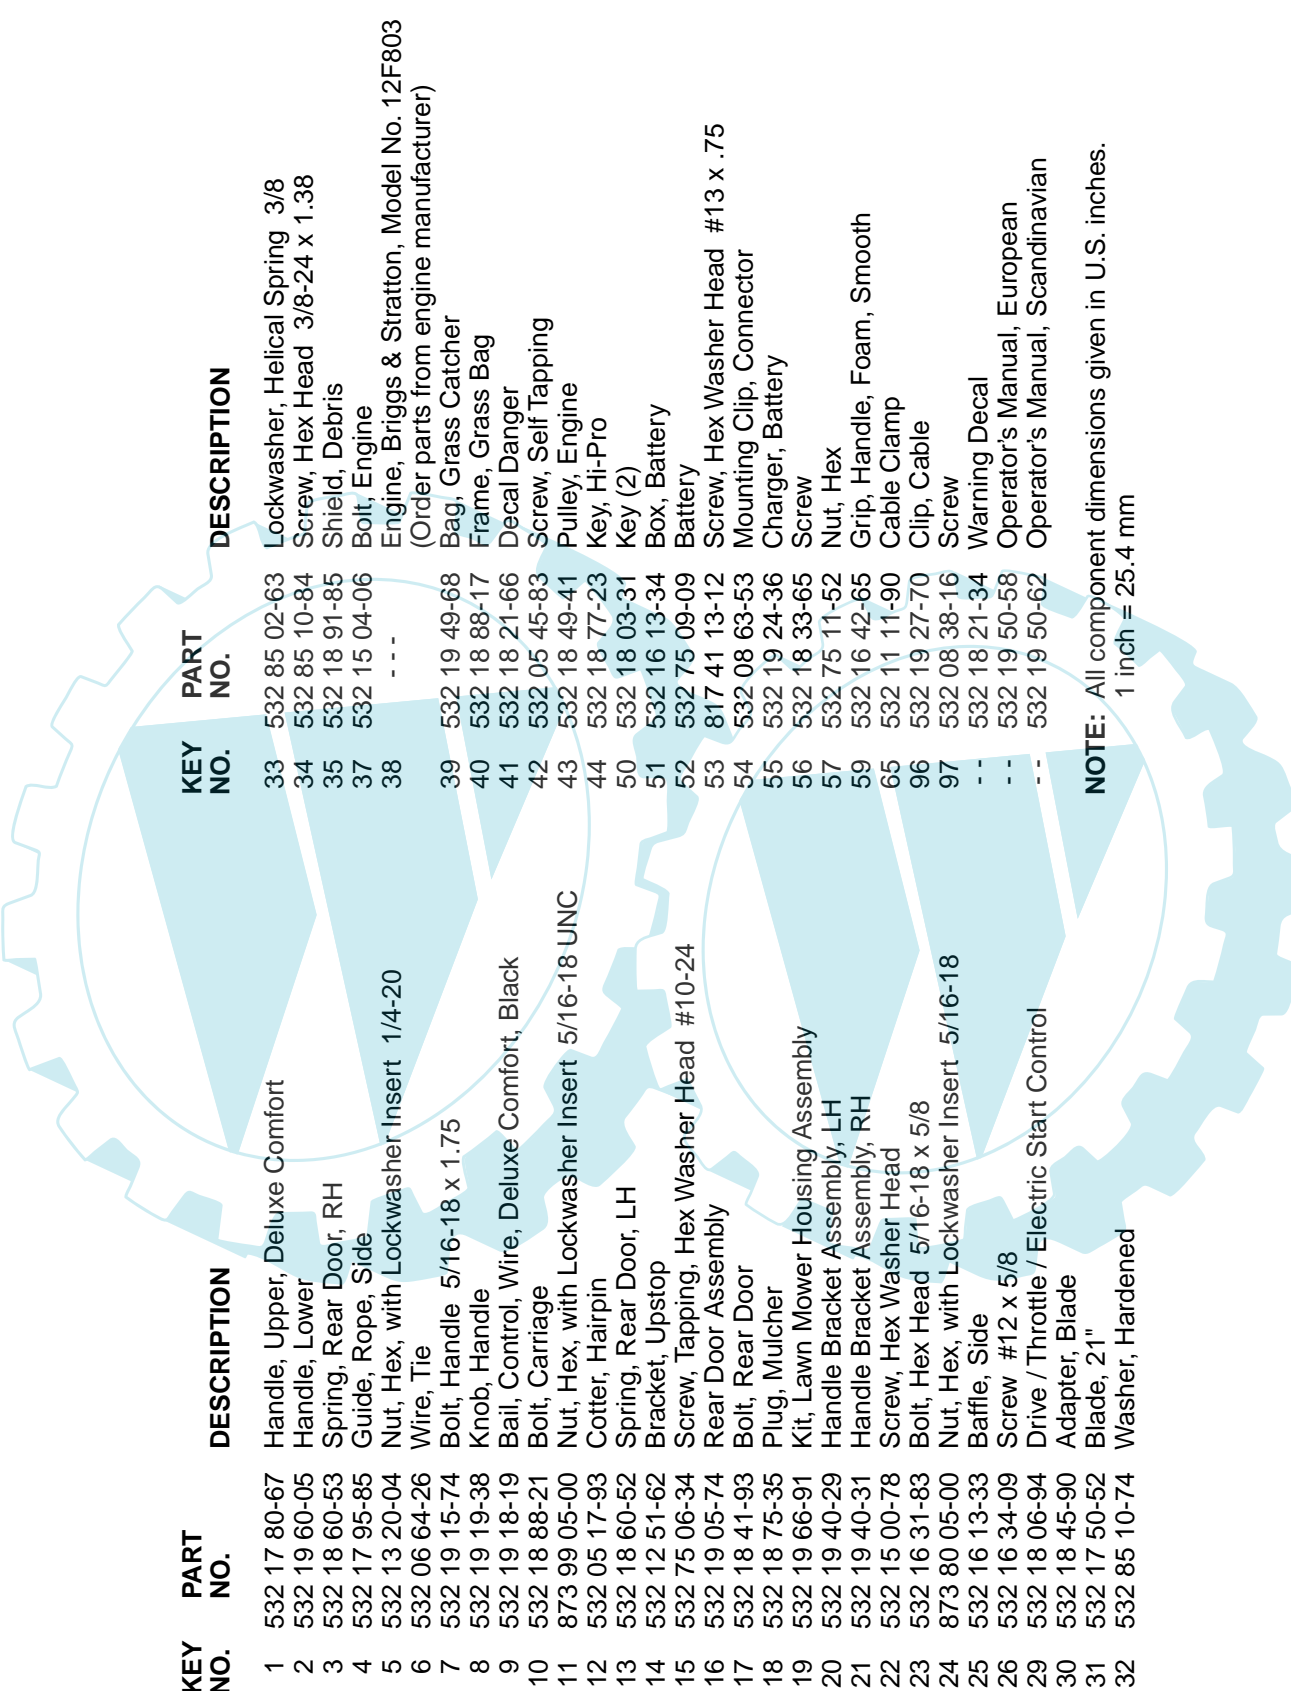 KEY PART
NO. NO. DESCRIPTION
1 532 17 80-67 Handle, Upper, Deluxe Comfort
2 532 19 60-05 Handle, Lower
3 532 18 60-53 Spring, Rear Door, RH
4 532 17 95-85 Guide, Rope, Side
5 532 13 20-04 Nut, Hex, with Lockwasher Insert 1/4-20
6 532 06 64-26 Wire, Tie
7 532 19 15-74 Bolt, Handle 5/16-18 x 1.75
8 532 19 19-38 Knob, Handle
9 532 19 18-19 Bail, Control, Wire, Deluxe Comfort, Black
10 532 18 88-21 Bolt, Carriage
11 873 99 05-00 Nut, Hex, with Lockwasher Insert 5/16-18 UNC
12 532 05 17-93 Cotter, Hairpin
13 532 18 60-52 Spring, Rear Door, LH
14 532 12 51-62 Bracket, Upstop
15 532 75 06-34 Screw, Tapping, Hex Washer Head #10-24
16 532 19 05-74 Rear Door Assembly
17 532 18 41-93 Bolt, Rear Door
18 532 18 75-35 Plug, Mulcher
19 532 19 66-91 Kit, Lawn Mower Housing Assembly
20 532 19 40-29 Handle Bracket Assembly, LH
21 532 19 40-31 Handle Bracket Assembly, RH
22 532 15 00-78 Screw, Hex Washer Head
23 532 16 31-83 Bolt, Hex Head 5/16-18 x 5/8
24 873 80 05-00 Nut, Hex, with Lockwasher Insert 5/16-18
25 532 16 13-33 Baffle, Side
26 532 16 34-09 Screw #12 x 5/8
29 532 18 06-94 Drive / Throttle / Electric Start Control
30 532 18 45-90 Adapter, Blade
31 532 17 50-52 Blade, 21"
32 532 85 10-74 Washer, Hardened
KEY PART
NO. NO. DESCRIPTION
33 532 85 02-63 Lockwasher, Helical Spring 3/8
34 532 85 10-84 Screw, Hex Head 3/8-24 x 1.38
35 532 18 91-85 Shield, Debris
37 532 15 04-06 Bolt, Engine
38 - - - Engine, Briggs & Stratton, Model No. 12F803
(Order parts from engine manufacturer)
39 532 19 49-68 Bag, Grass Catcher
40 532 18 88-17 Frame, Grass Bag
41 532 18 21-66 Decal Danger
42 532 05 45-83 Screw, Self Tapping
43 532 18 49-41 Pulley, Engine
44 532 18 77-23 Key, Hi-Pro
50 532 18 03-31 Key (2)
51 532 16 13-34 Box, Battery
52 532 75 09-09 Battery
53 817 41 13-12 Screw, Hex Washer Head #13 x .75
54 532 08 63-53 Mounting Clip, Connector
55 532 19 24-36 Charger, Battery
56 532 18 33-65 Screw
57 532 75 11-52 Nut, Hex
59 532 16 42-65 Grip, Handle, Foam, Smooth
65 532 11 11-90 Cable Clamp
96 532 19 27-70 Clip, Cable
97 532 08 38-16 Screw
- - 532 18 21-34 Warning Decal
- - 532 19 50-58 Operator's Manual, European
- - 532 19 50-62 Operator's Manual, Scandinavian
NOTE: All component dimensions given in U.S. inches.
1 inch = 25.4 mm